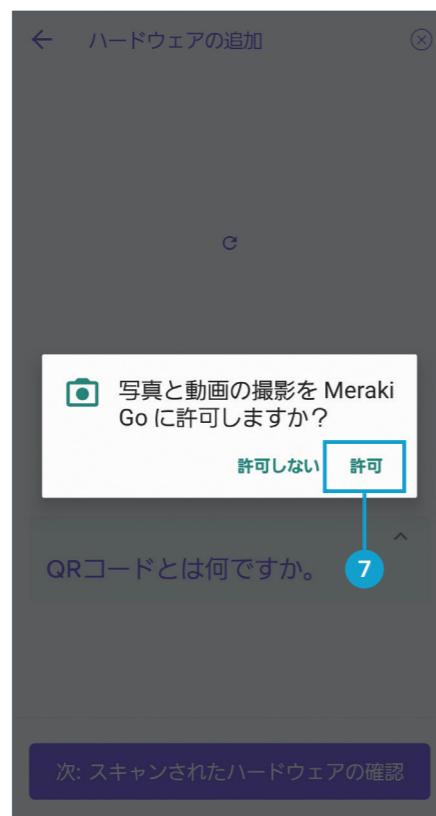 ハードウェアの追加
写真と動画の撮影を Meraki
Go に許可しますか？
許可しない 許可
QRコードとは何ですか。
7
次: スキャンされたハードウェアの確認